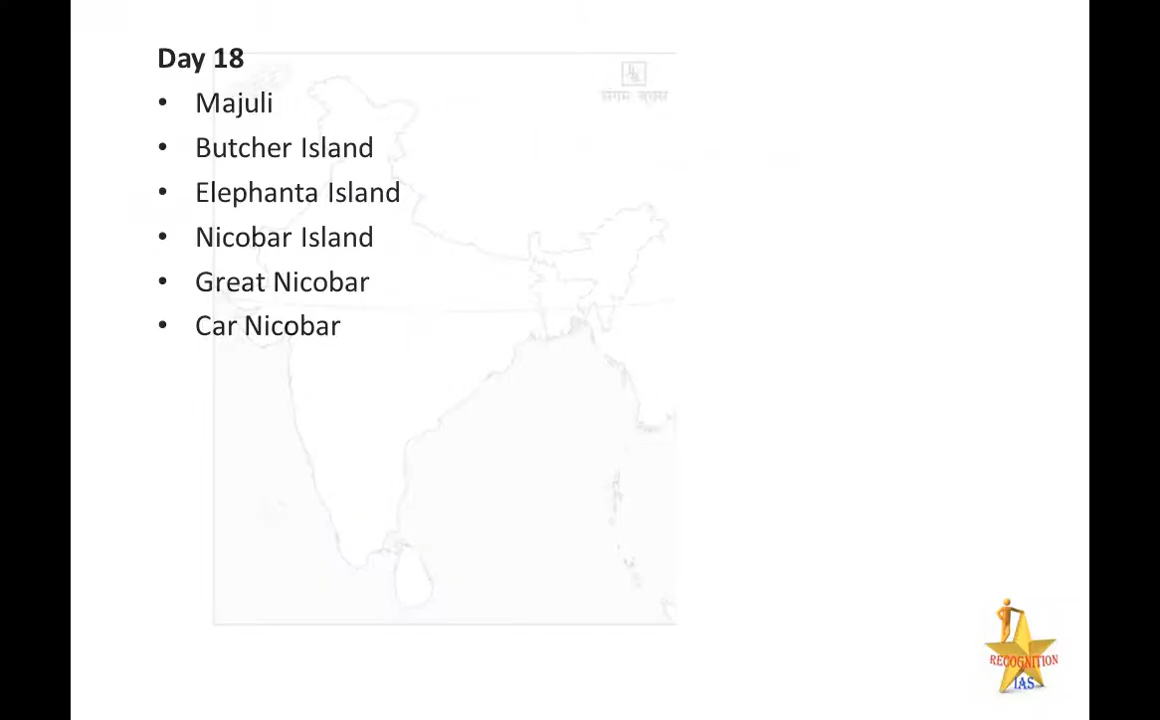 Day 18
• Majuli
• Butcher Island
• Elephanta Island
• Nicobar Island
• Great Nicobar
• Car Nicobar
RECOGNITION
IAS